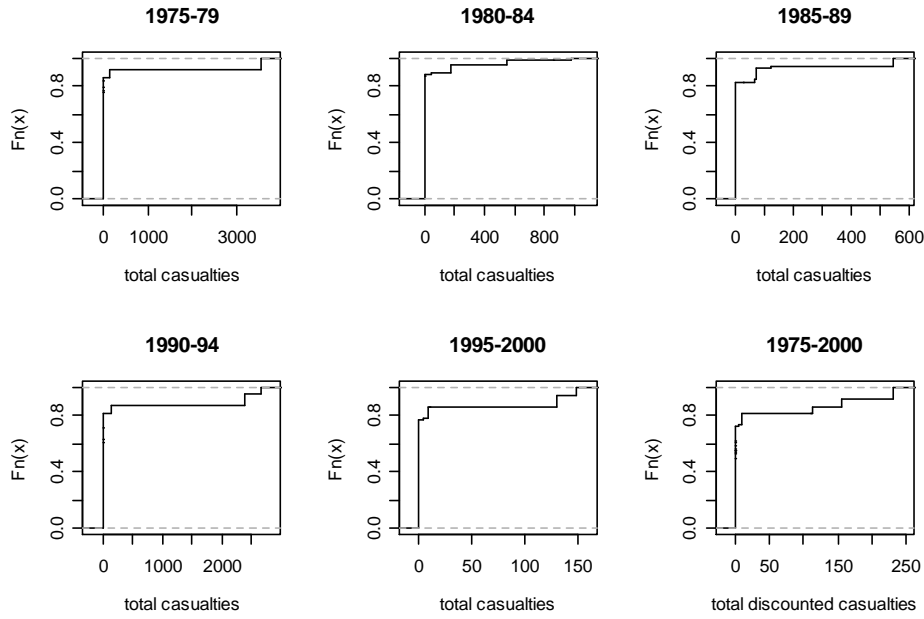 1975-79
1980-84
1985-89
Fn(x)
0.0 0.4 0.8
0 1000 3000
total casualties
Fn(x)
0.0 0.4 0.8
0 400 800
total casualties
Fn(x)
0.0 0.4 0.8
0 200 400 600
total casualties
1990-94
1995-2000
1975-2000
Fn(x)
0.0 0.4 0.8
0 1000 2000
total casualties
Fn(x)
0.0 0.4 0.8
0 50 100 150
total casualties
Fn(x)
0.0 0.4 0.8
0 50 150 250
total discounted casualties